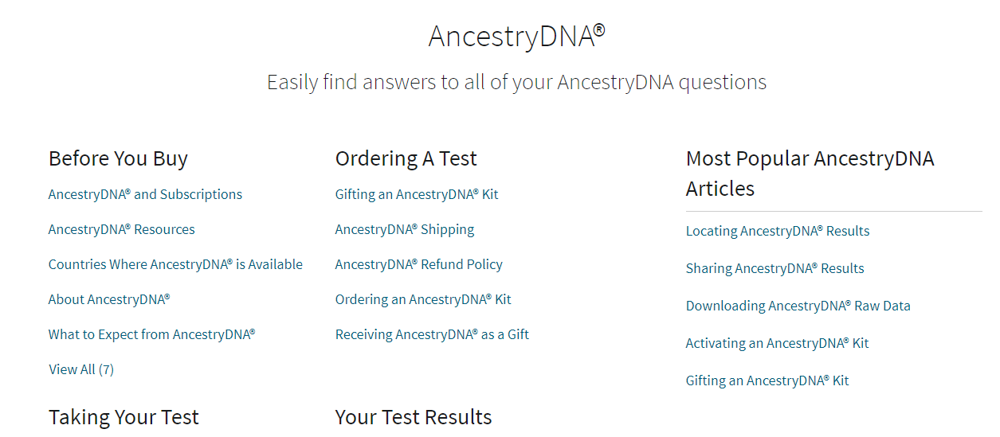 AncestryDNA®
Easily find answers to all of your AncestryDNA questions
Before You Buy
AncestryDNA® and Subscriptions
AncestryDNA® Resources
Countries Where AncestryDNA® is Available
About AncestryDNA®
What to Expect from AncestryDNA®
View All (7)
Ordering A Test
Gifting an AncestryDNA® Kit
AncestryDNA® Shipping
AncestryDNA® Refund Policy
Ordering an AncestryDNA® Kit
Receiving AncestryDNA® as a Gift
Most Popular AncestryDNA
Articles
Locating AncestryDNA® Results
Sharing AncestryDNA® Results
Downloading AncestryDNA® Raw Data
Activating an AncestryDNA® Kit
Gifting an AncestryDNA® Kit
Taking Your Test
Your Test Results